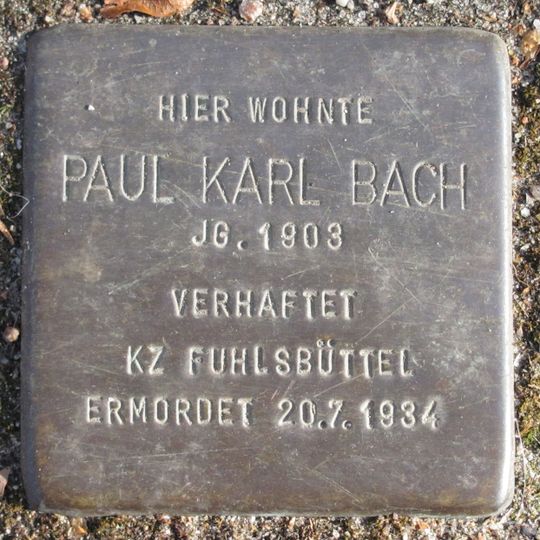 HIER WOHNTE
PAUL KARL BACH
JG. 1903
VERHAFTET
KZ FUHLSBÜTTEL
ERMORDET 20.7.1934